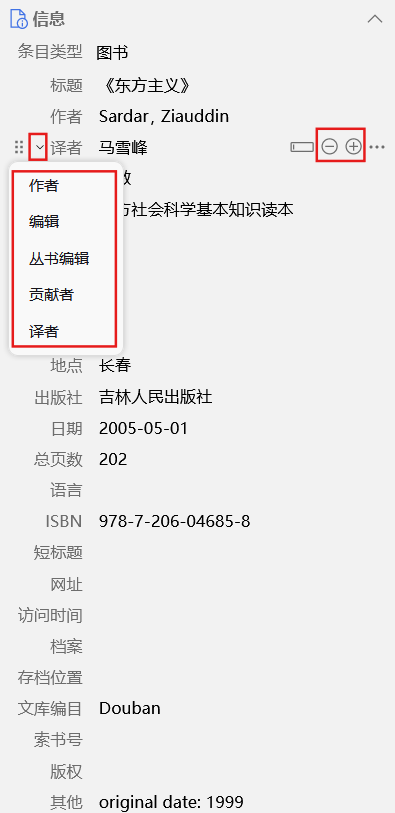 信息
条目类型 图书
标题 《东方主义》
作者 Sardar, Ziauddin
译者 马雪峰
作者
编辑
社会科学基本知识读本
丛书编辑
贡献者
译者
地点 长春
出版社 吉林人民出版社
日期 2005-05-01
总页数 202
语言
ISBN 978-7-206-04685-8
短标题
网址
访问时间
档案
存档位置
文库编目 Douban
索书号
版权
其他 original date: 1999